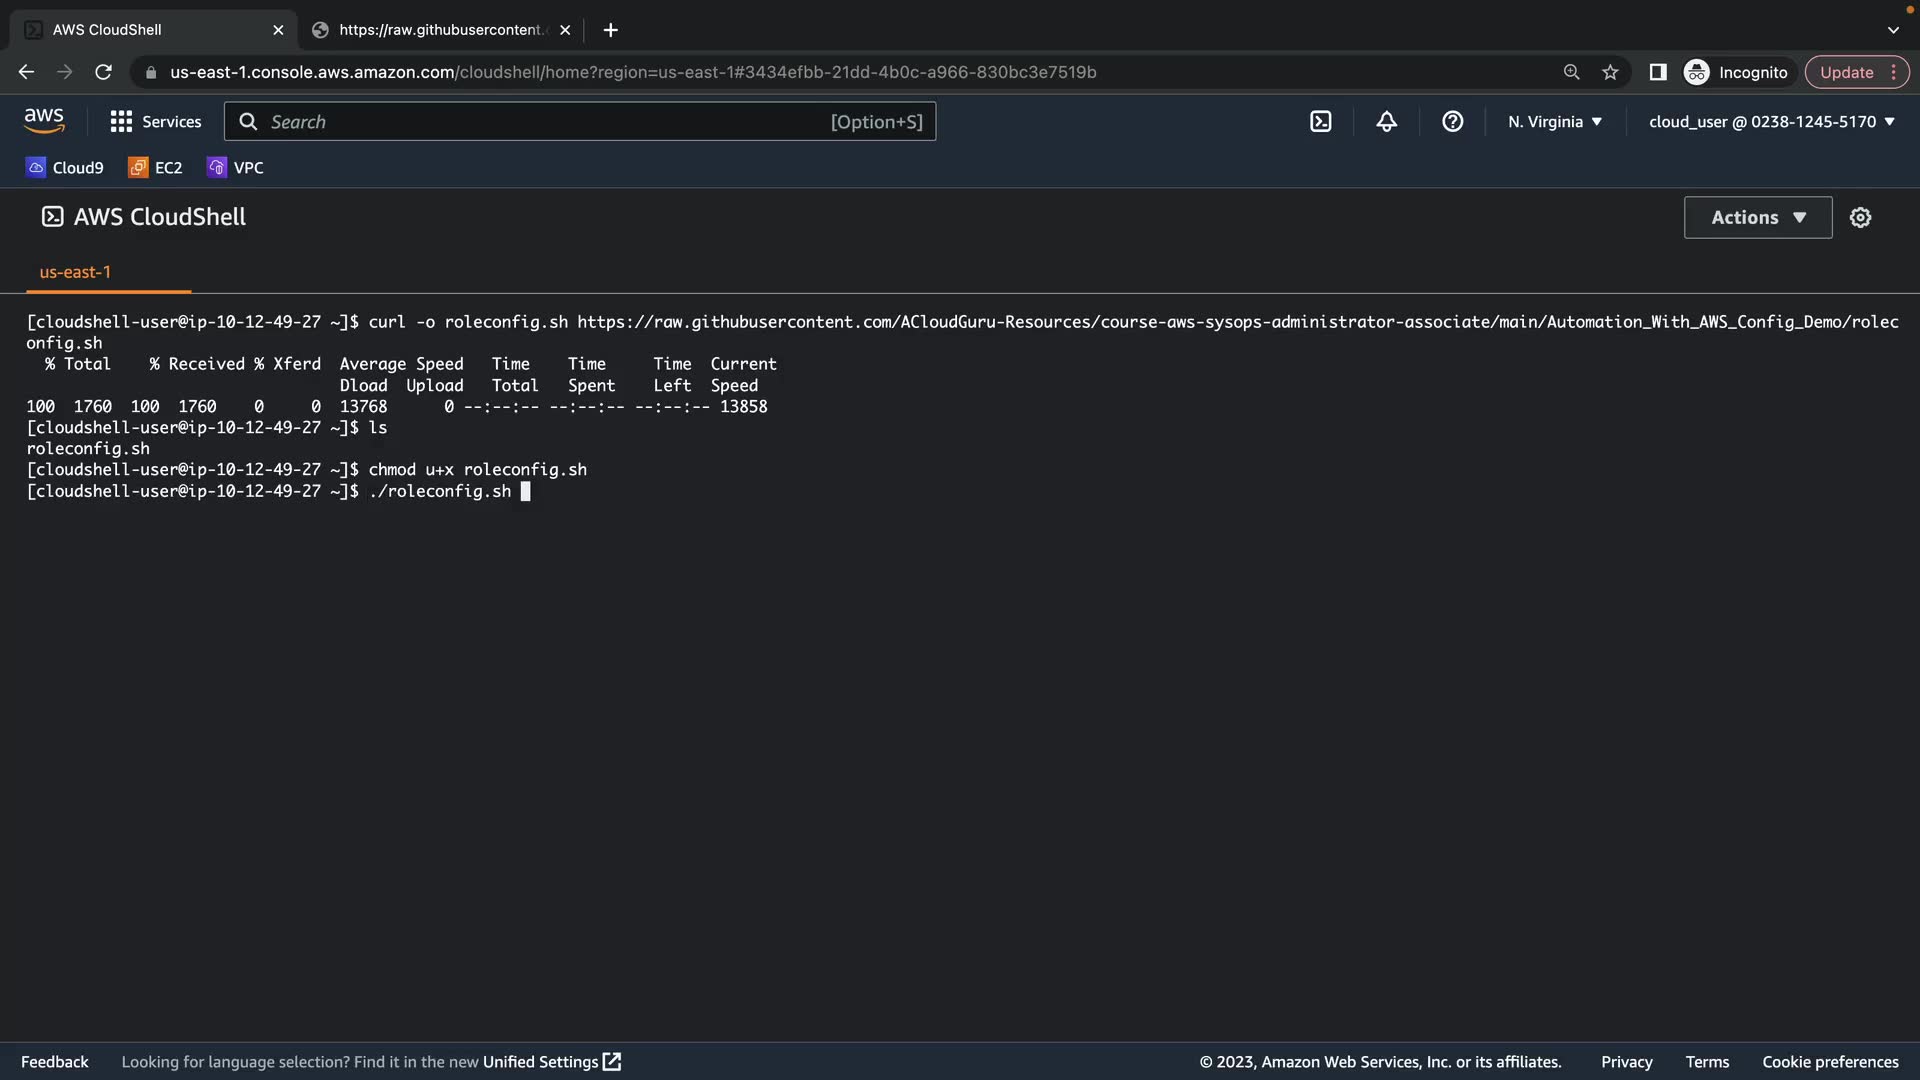 AWS CloudShell
https://raw.githubusercontent.
us-east-1.console.aws.amazon.com/cloudshell/home?region=us-east-1#3434efbb-21dd-4b0c-a966-830bc3e7519b
Incognito
Update
aws
Services
Search
[Option+S]
N. Virginia
cloud_user @ 0238-1245-5170
Cloud9
EC2
VPC
AWS CloudShell
Actions
us-east-1
[cloudshell-user@ip-10-12-49-27 ~]$ curl -o roleconfig.sh https://raw.githubusercontent.com/ACloudGuru-Resources/course-aws-sysops-administrator-associate/main/Automation_With_AWS_Config_Demo/rolec
onfig.sh
% Total % Received % Xferd Average Speed Time Time Time Current
Dload Upload Total Spent Left Speed
100 1760 100 1760 0 0 13768 0 --:--:-- --:--:-- --:--:-- 13858
[cloudshell-user@ip-10-12-49-27 ~]$ ls
roleconfig.sh
[cloudshell-user@ip-10-12-49-27 ~]$ chmod u+x roleconfig.sh
[cloudshell-user@ip-10-12-49-27 ~]$ ./roleconfig.sh
Feedback
Looking for language selection? Find it in the new Unified Settings
© 2023, Amazon Web Services, Inc. or its affiliates.
Privacy
Terms
Cookie preferences